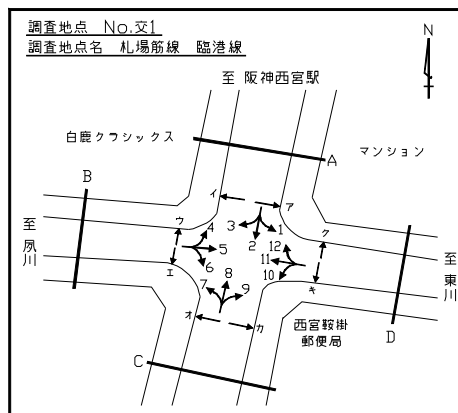 調査地点 No.交1
調査地点名 札場筋線 臨港線
N
至 阪神西宮駅
白鹿クラシックス
マンション
A
B
イ
ア
ウ
4
3
2
1
ク
12
至 夙川
5
11
至 東川
エ
6
7
8
9
10
キ
オ
カ
西宮鞍掛
郵便局
C
D